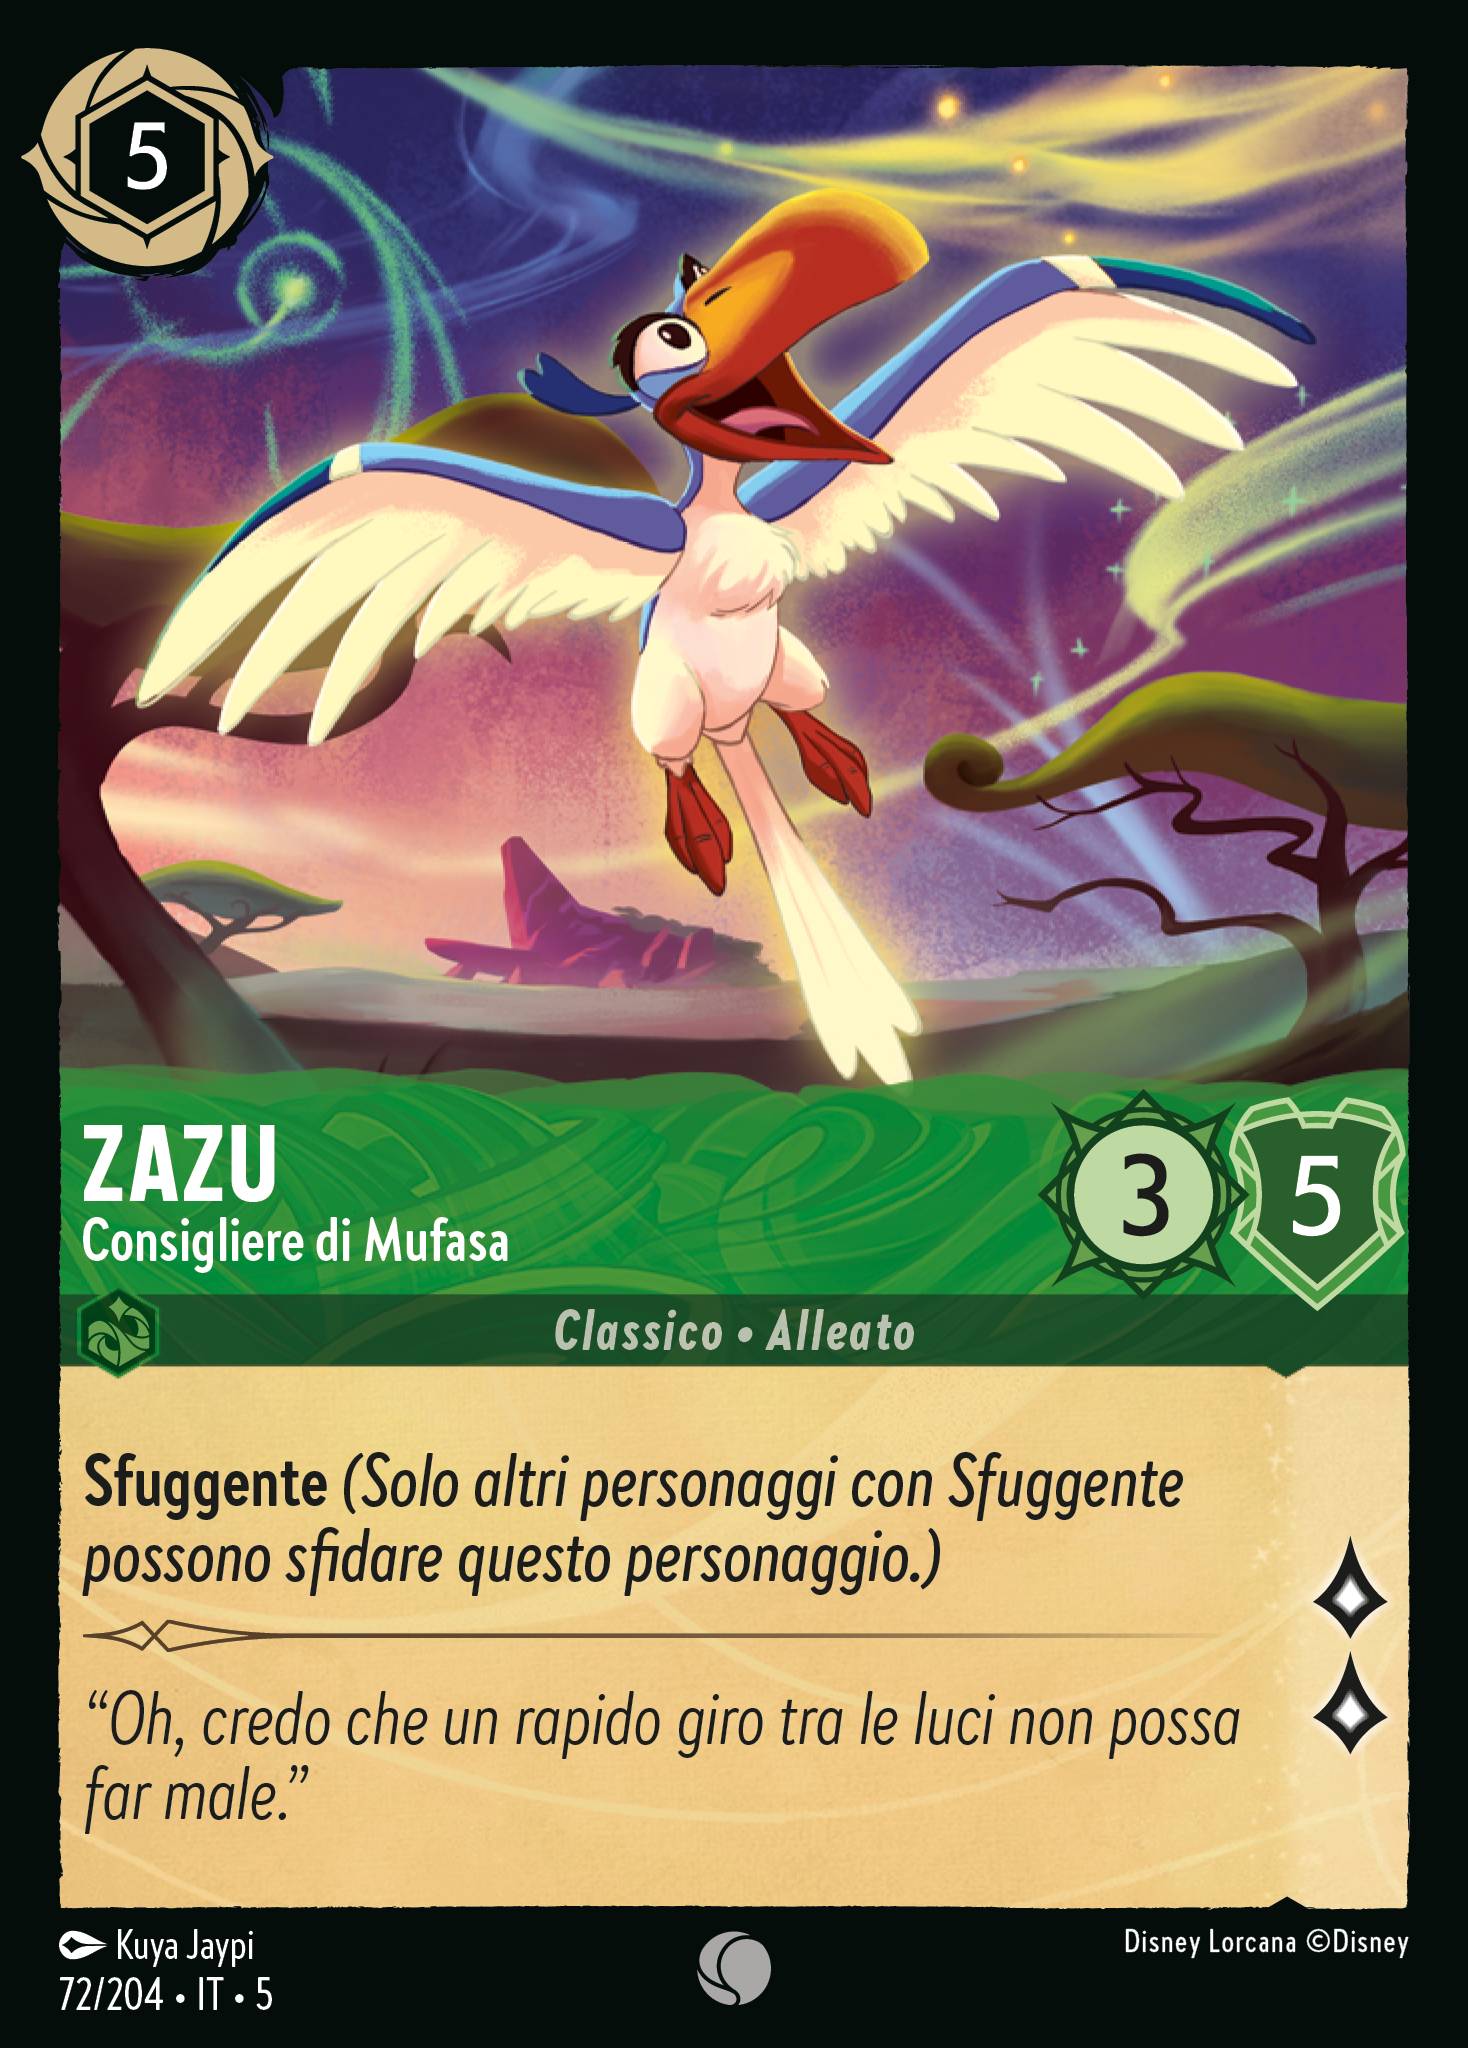 5
ZAZU
Consigliere di Mufasa
3
5
Classico • Alleato
Sfuggente (Solo altri personaggi con Sfuggente
possono sfidare questo personaggio.)
“Oh, credo che un rapido giro tra le luci non possa
far male.”
Kuya Jaypi
Disney Lorcana ©Disney
72/204 • IT • 5